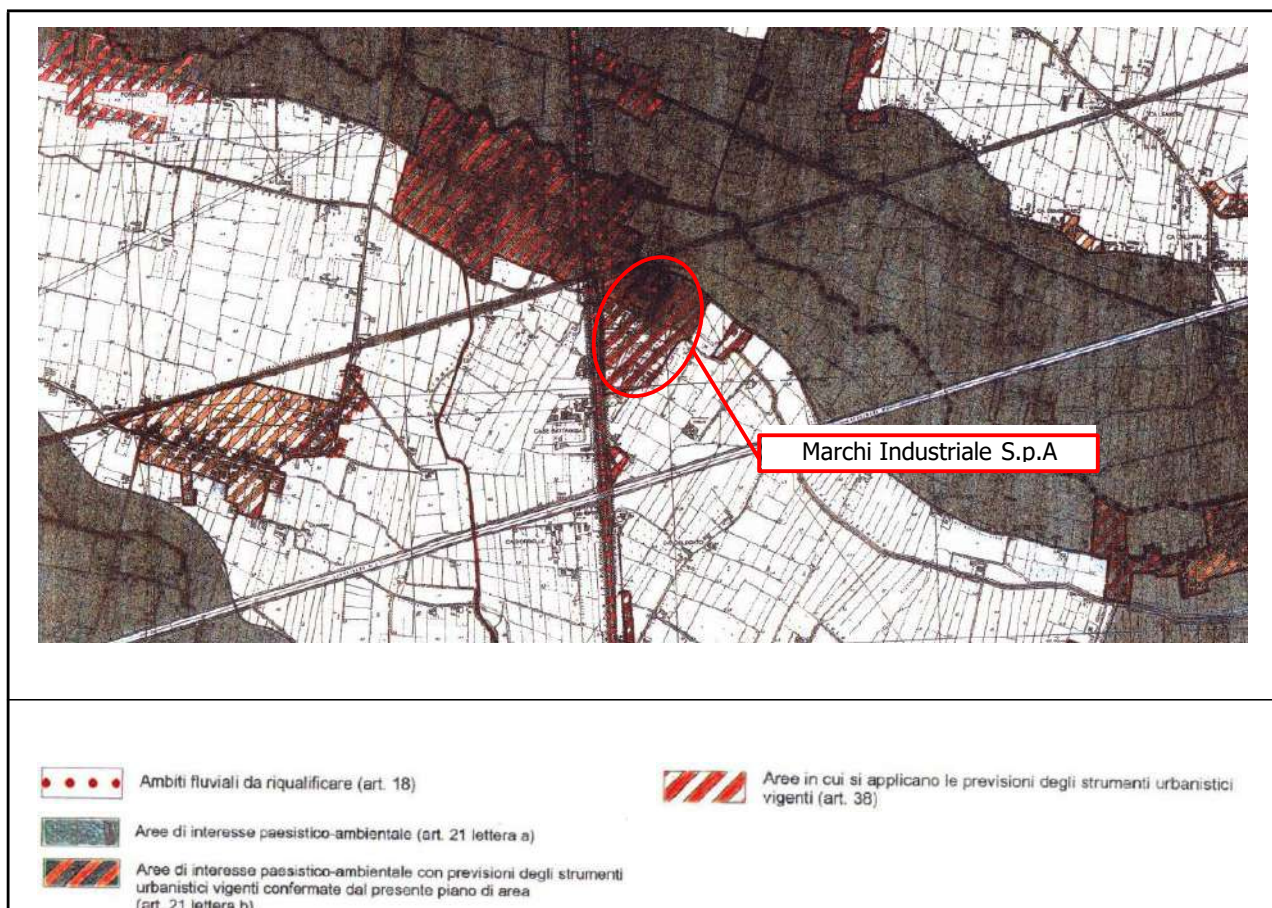 Marchi Industriale S.p.A
Ambiti fluviali da riqualificare (art. 18)
Aree di interesse paesistico-ambientale (art. 21 lettera a)
Aree di interesse paesistico-ambientale con previsioni degli strumenti
urbanistici vigenti confermate dal presente piano di area
(art. 21 lettera b)
Aree in cui si applicano le previsioni degli strumenti urbanistici
vigenti (art. 38)